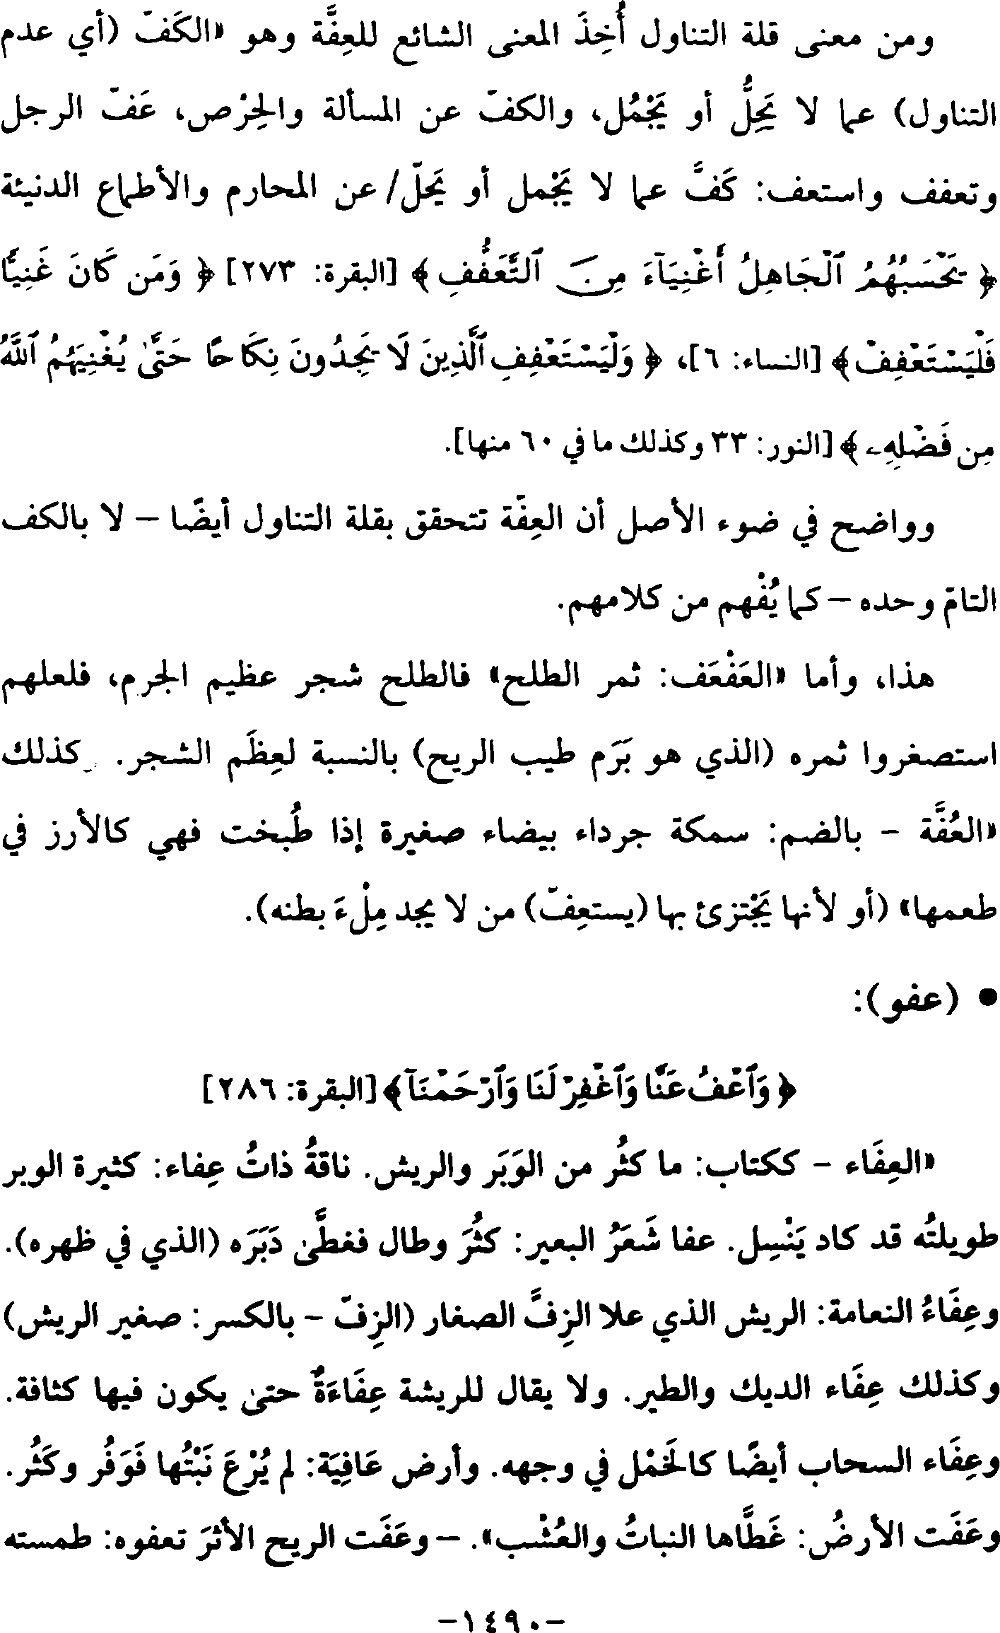 ومن معنى قلة التناول أُخِذَ المعنى الشائع للعِفَّة وهو «الكَفّ (أي عدم
التناول) عما لا يَحِلُّ أو يَجْمُل، والكفّ عن المسألة والحِرْص، عَفّ الرجل
وتعفف واستعف: كَفَّ عما لا يَجْمل أو يَحلّ/ عن المحارم والأطماع الدنيئة
﴿ يَحْسَبُهُمُ ٱلْجَاهِلُ أَغْنِيَآءَ مِنَ ٱلتَّعَفُّفِ ﴾ [البقرة: ٢٧٣] ﴿ وَمَن كَانَ غَنِيًّا
فَلْيَسْتَعْفِفْ ﴾ [النساء: ٦]، ﴿ وَلْيَسْتَعْفِفِ ٱلَّذِينَ لَا يَجِدُونَ نِكَاحًا حَتَّىٰ يُغْنِيَهُمُ ٱللَّهُ
مِن فَضْلِهِۦ ﴾ [النور: ٣٣ وكذلك ما في ٦٠ منها].
وواضح في ضوء الأصل أن العِفّة تتحقق بقلة التناول أيضًا – لا بالكف
التامّ وحده – كما يُفْهم من كلامهم.
هذا، وأما «العَفْعَف: ثمر الطلح» فالطلح شجر عظيم الجرم، فلعلهم
استصغروا ثمره (الذي هو بَرَم طيب الريح) بالنسبة لعِظَم الشجر. كذلك
«العُفَّة – بالضم: سمكة جرداء بيضاء صغيرة إذا طُبخت فهي كالأرز في
طعمها» (أو لأنها يَجْتزئ بها (يستعِفّ) من لا يجد مِلْءَ بطنه).
• (عفو):
﴿ وَٱعْفُ عَنَّا وَٱغْفِرْ لَنَا وَٱرْحَمْنَآ ﴾ [البقرة: ٢٨٦]
«العِفَاء – ككتاب: ما كثُر من الوَبَر والريش. ناقةُ ذاتُ عِفاء: كثيرة الوبر
طويلتُه قد كاد يَنْسِل. عفا شَعَرُ البعير: كثُرَ وطال فغطَّىٰ دَبَرَه (الذي في ظهره).
وعِفَاءُ النعامة: الريش الذي علا الزِفَّ الصغار (الزِفّ – بالكسر: صغير الريش)
وكذلك عِفَاء الديك والطير. ولا يقال للريشة عِفَاءَةٌ حتىٰ يكون فيها كثافة.
وعِفَاء السحاب أيضًا كالخَمْل في وجهه. وأرض عَافِيَة: لم يُرْعَ نَبْتُها فَوَفُر وكَثُر.
وعَفَت الأرضُ: غَطَّاها النباتُ والعُشْب». – وعَفَت الريح الأثرَ تعفوه: طمسته
–١٤٩٠–